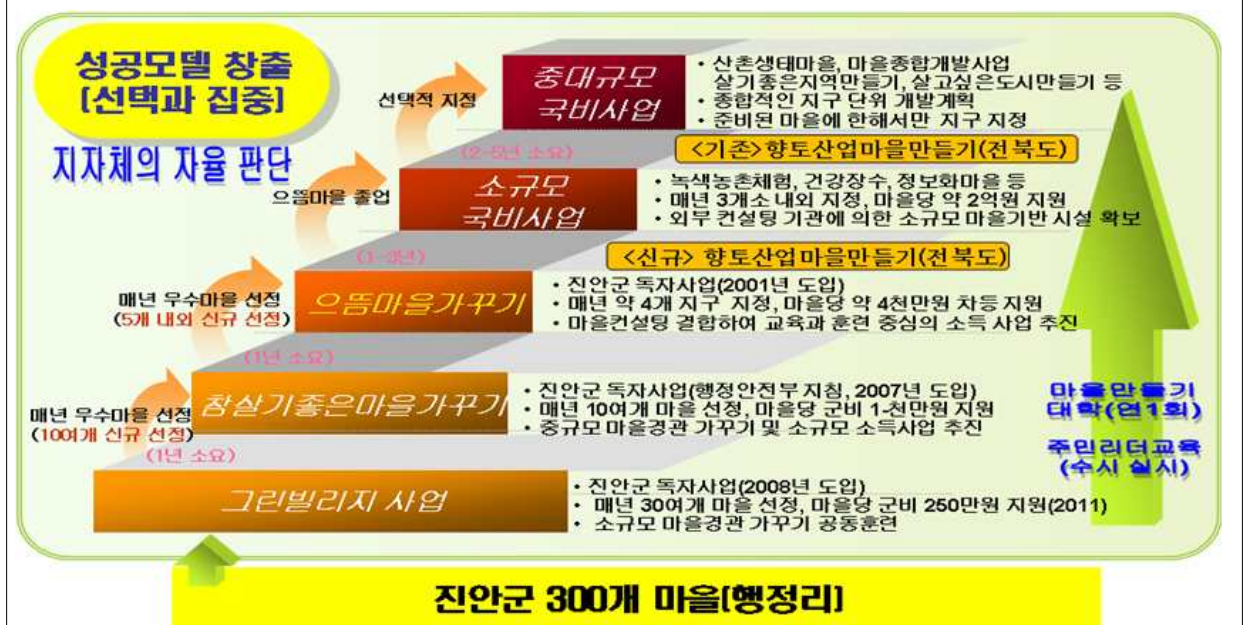 성공모델 창출
[선택과 집중]
지자체의 자율 판단
선택적 지정
중대규모
국비사업
• 산촌생태마을, 마을종합개발사업
살기좋은지역만들기, 살고싶은도시만들기 등
• 종합적인 지구 단위 개발계획
• 준비된 마을에 한해서만 지구 지정
(2-5년 소요)
<기존>향토산업마을만들기(전북도)
으뜸마을 졸업
소규모
국비사업
• 녹색농촌체험, 건강장수, 정보화마을 등
• 매년 3개소 내외 지정, 마을당 약 2억원 지원
• 외부 컨설팅 기관에 의한 소규모 마을기반 시설 확보
(1-3년)
<신규> 향토산업마을만들기(전북도)
매년 우수마을 선정
(5개 내외 신규 선정)
으뜸마을가꾸기
• 진안군 독자사업(2001년 도입)
• 매년 약 4개 지구 지정, 마을당 약 4천만원 차등 지원
• 마을컨설팅 결합하여 교육과 훈련 중심의 소득 사업 추진
(1년 소요)
매년 우수마을 선정
(10여개 신규 선정)
참살기좋은마을가꾸기
• 진안군 독자사업(행정안전부 지침, 2007년 도입)
• 매년 10여개 마을 선정, 마을당 군비 1-천만원 지원
• 중규모 마을경관 가꾸기 및 소규모 소득사업 추진
(1년 소요)
그린빌리지 사업
• 진안군 독자사업(2008년 도입)
• 매년 30여개 마을 선정, 마을당 군비 250만원 지원(2011)
• 소규모 마을경관 가꾸기 공동훈련
마을만들기
대학(연1회)
주민리더교육
(수시 실시)
진안군 300개 마을[행정리]